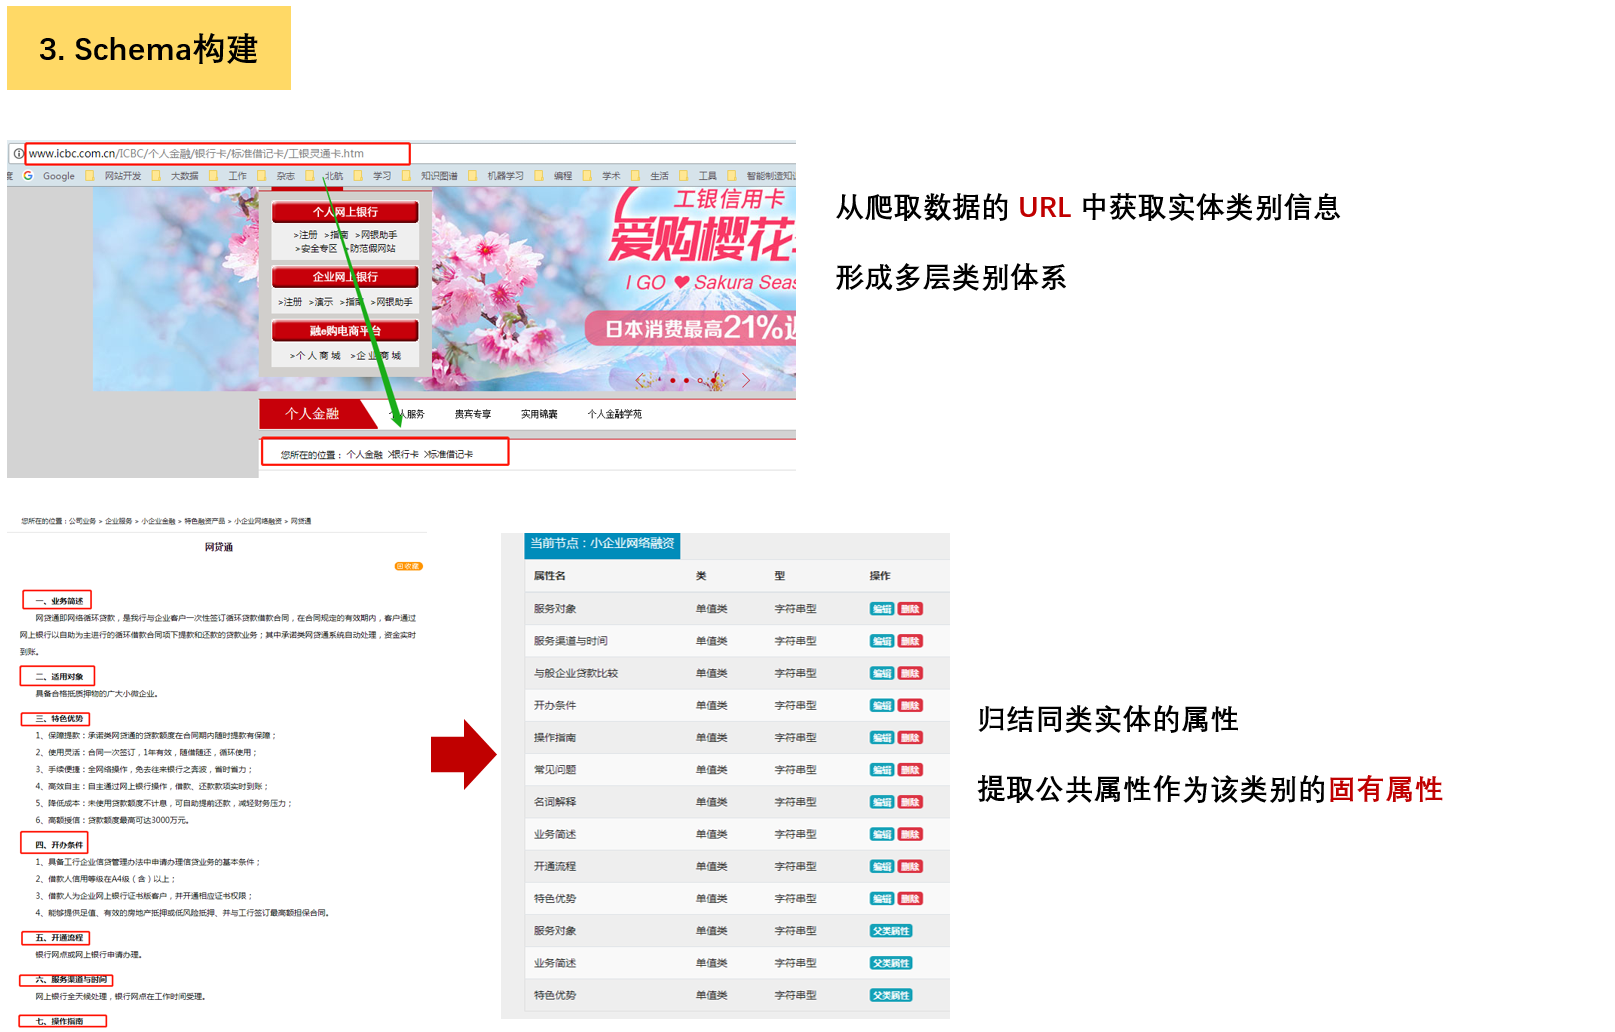 3. Schema构建
www.icbc.com.cn/ICBC/个人金融/银行卡/标准借记卡/工银灵通卡.htm
Google 网站开发 大数据 工作 杂志 北航 学习 知识图谱 机器学习 编程 学术 生活 工具 智能制造知识
个人网上银行
>注册 >指南 >网银助手
>安全专区 >防范假网站
企业网上银行
>注册 >演示 >指南 >网银助手
融e购电商平台
>个人商城 >企业商城
工银信用卡
爱购樱花
I GO ❤ Sakura Seas
日本消费最高21%返
个人金融 个人服务 贵宾专享 实用锦囊 个人金融学苑
您所在的位置： 个人金融 >银行卡 >标准借记卡
从爬取数据的 URL 中获取实体类别信息
形成多层类别体系
您所在的位置：公司业务 > 企业服务 > 小企业金融 > 特色融资产品 > 小企业网络融资 > 网贷通
网贷通
收藏
一、业务简述
网贷通即网络循环贷款，是我行与企业客户一次性签订循环贷款借款合同，在合同规定的有效期内，客户通过
网上银行以自助为主进行的循环借款合同项下提款和还款的贷款业务；其中承诺类网贷通系统自动处理，资金实时
到账。
二、适用对象
具备合格抵质押物的广大小微企业。
三、特色优势
1、保障提款：承诺类网贷通的贷款额度在合同期内随时提款有保障；
2、使用灵活：合同一次签订，1年有效，随借随还，循环使用；
3、手续便捷：全网络操作，免去往来银行之奔波，省时省力；
4、高效自主：自主通过网上银行操作，借款、还款款项实时到账；
5、降低成本：未使用贷款额度不计息，可自助提前还款，减轻财务压力；
6、高额授信：贷款额度最高可达3000万元。
四、开办条件
1、具备工行企业信贷管理办法中申请办理信贷业务的基本条件；
2、借款人信用等级在A4级（含）以上；
3、借款人为企业网上银行证书版客户，并开通相应证书权限；
4、能够提供足值、有效的房地产抵押或低风险抵押、并与工行签订最高额担保合同。
五、开通流程
银行网点或网上银行申请办理。
六、服务渠道与时间
网上银行全天候处理，银行网点在工作时间受理。
七、操作指南
当前节点：小企业网络融资
属性名 类 型 操作
服务对象 单值类 字符串型 编辑 删除
服务渠道与时间 单值类 字符串型 编辑 删除
与般企业贷款比较 单值类 字符串型 编辑 删除
开办条件 单值类 字符串型 编辑 删除
操作指南 单值类 字符串型 编辑 删除
常见问题 单值类 字符串型 编辑 删除
名词解释 单值类 字符串型 编辑 删除
业务简述 单值类 字符串型 编辑 删除
开通流程 单值类 字符串型 编辑 删除
特色优势 单值类 字符串型 编辑 删除
服务对象 单值类 字符串型 父类属性
业务简述 单值类 字符串型 父类属性
特色优势 单值类 字符串型 父类属性
归结同类实体的属性
提取公共属性作为该类别的固有属性